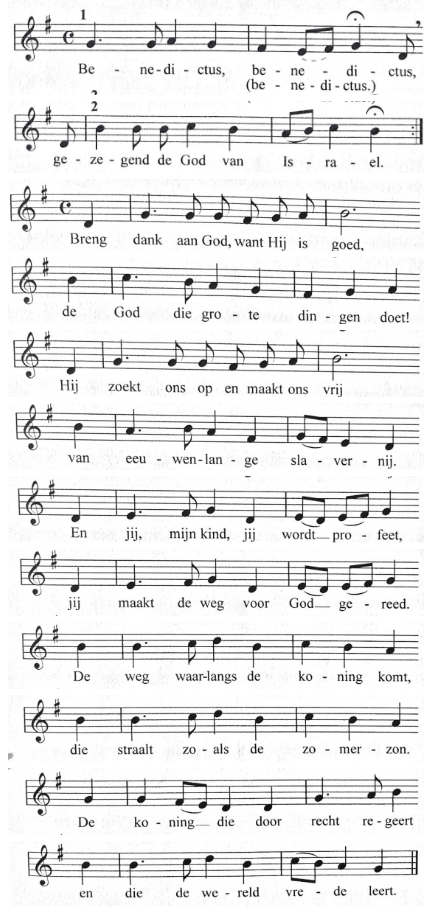 1
Be - ne - di - ctus, be - ne - di - ctus,
(be - ne - di - ctus.)
2
ge - ze - gend de God van Is - ra - el.
Breng dank aan God, want Hij is goed,
de God die gro - te din - gen doet!
Hij zoekt ons op en maakt ons vrij
van eeu - wen - lan - ge sla - ver - nij.
En jij, mijn kind, jij wordt pro - feet,
jij maakt de weg voor God ge - reed.
De weg waar-langs de ko - ning komt,
die straalt zo - als de zo - mer - zon.
De ko - ning die door recht re - geert
en die de we - reld vre - de leert.